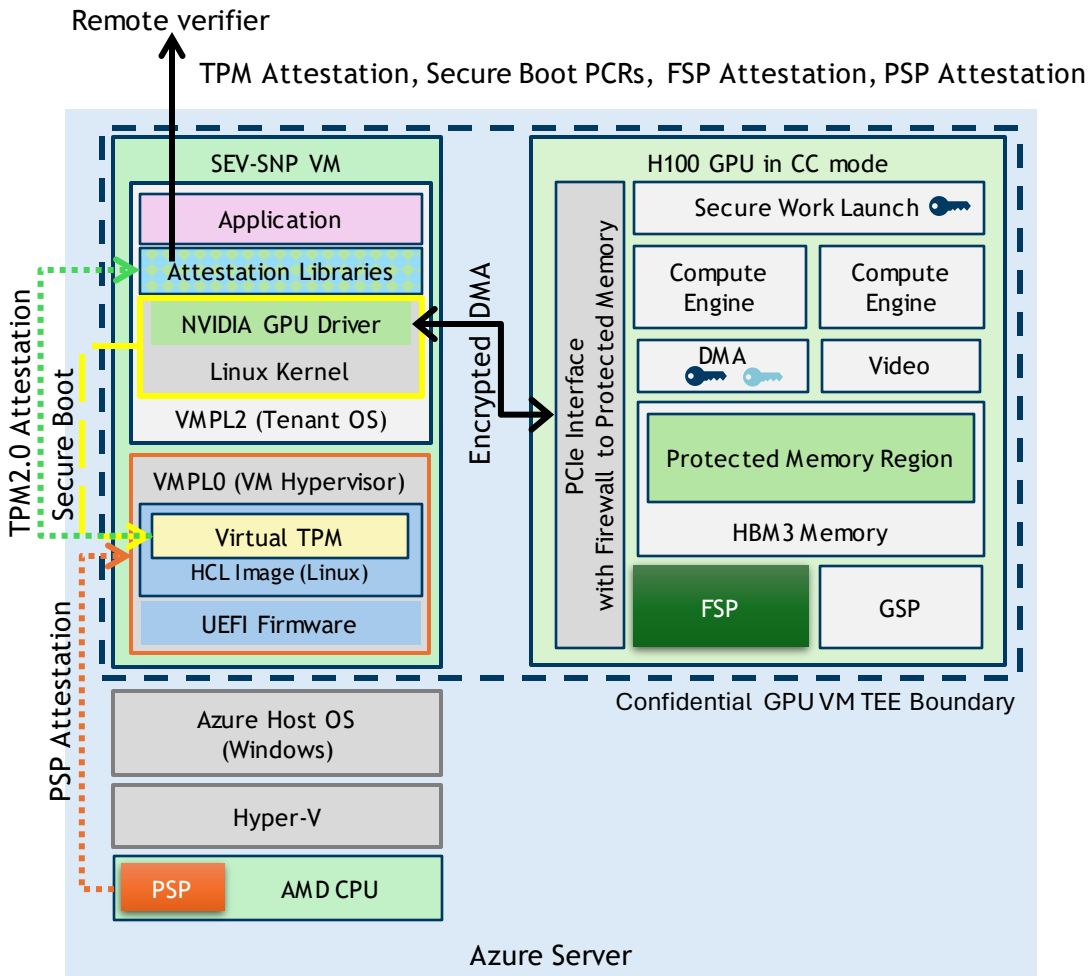 Remote verifier
TPM Attestation, Secure Boot PCRs, FSP Attestation, PSP Attestation
SEV-SNP VM
Application
Attestation Libraries
NVIDIA GPU Driver
Linux Kernel
VMPL2 (Tenant OS)
VMPL0 (VM Hypervisor)
Virtual TPM
HCL Image (Linux)
UEFI Firmware
TPM2.0 Attestation
Secure Boot
PSP Attestation
Encrypted DMA
H100 GPU in CC mode
PCIe Interface
with Firewall to Protected Memory
Secure Work Launch
Compute
Engine
Compute
Engine
DMA
Video
Protected Memory Region
HBM3 Memory
FSP
GSP
Confidential GPU VM TEE Boundary
Azure Host OS
(Windows)
Hyper-V
PSP
AMD CPU
Azure Server